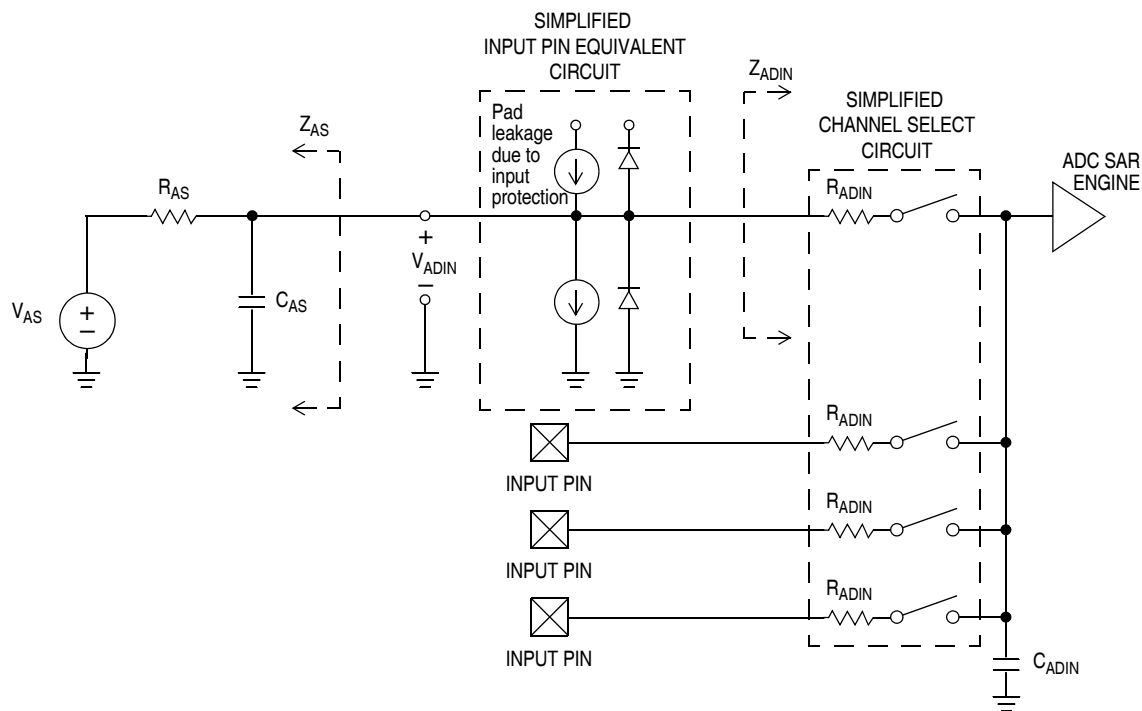 SIMPLIFIED
INPUT PIN EQUIVALENT
CIRCUIT
Z_ADIN
SIMPLIFIED
CHANNEL SELECT
CIRCUIT
Pad
leakage
due to
input
protection
Z_AS
ADC SAR
ENGINE
R_AS
R_ADIN
+
V_ADIN
–
C_AS
V_AS
+
–
R_ADIN
INPUT PIN
R_ADIN
INPUT PIN
R_ADIN
INPUT PIN
C_ADIN